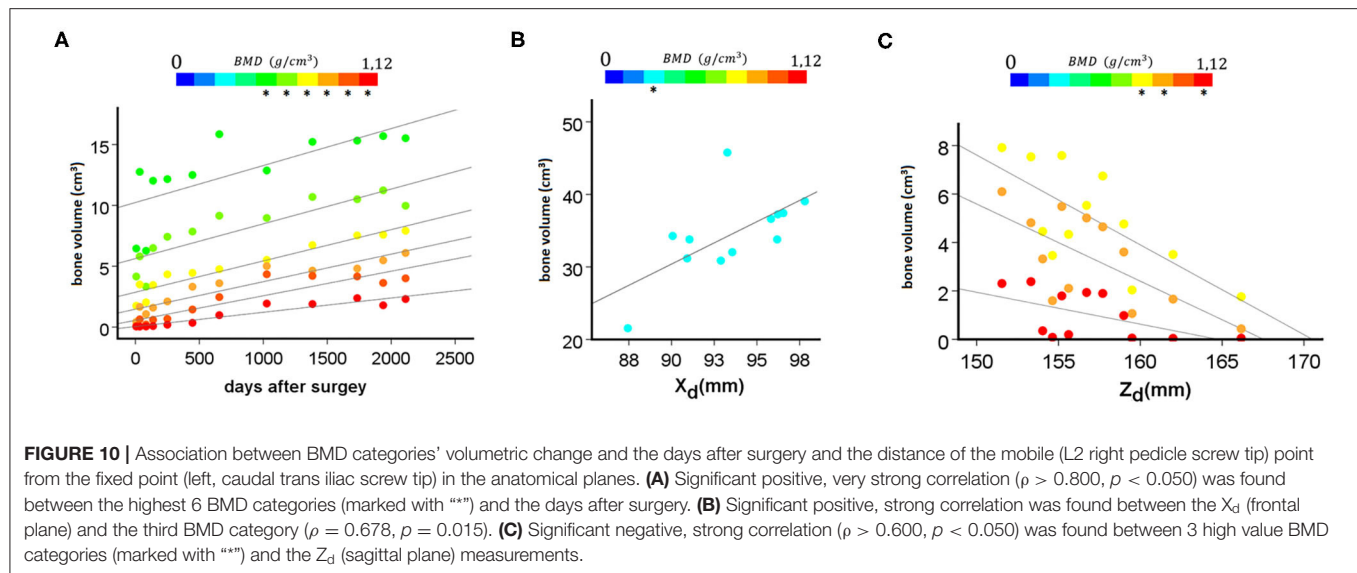 A
0 BMD (g/cm³) 1,12
* * * * * *
bone volume (cm³)
15
10
5
0
0 500 1000 1500 2000 2500
days after surgey
B
0 BMD (g/cm³) 1,12
*
bone volume (cm³)
50
40
30
20
88 90 93 95 98
Xd(mm)
C
0 BMD (g/cm³) 1,12
* * *
bone volume (cm³)
8
6
4
2
0
150 155 160 165 170
Zd(mm)
FIGURE 10 | Association between BMD categories' volumetric change and the days after surgery and the distance of the mobile (L2 right pedicle screw tip) point
from the fixed point (left, caudal trans iliac screw tip) in the anatomical planes. (A) Significant positive, very strong correlation (ρ > 0.800, p < 0.050) was found
between the highest 6 BMD categories (marked with "*") and the days after surgery. (B) Significant positive, strong correlation was found between the Xd (frontal
plane) and the third BMD category (ρ = 0.678, p = 0.015). (C) Significant negative, strong correlation (ρ > 0.600, p < 0.050) was found between 3 high value BMD
categories (marked with "*") and the Zd (sagittal plane) measurements.